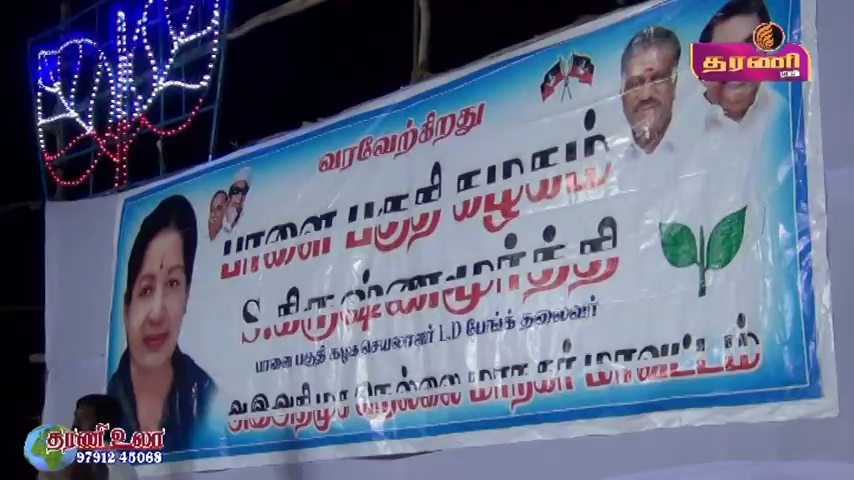 தரணி
வரவேற்கிறது
பாளை பகுதி கழகம்
S.கிருஷ்ணமூர்த்தி
பாளை பகுதி கழக செயலாளர் L.D பேங்க் தலைவர்
அஇஅதிமுக நெல்லை மாநகர் மாவட்டம்
தரணி உலா
97912 45068